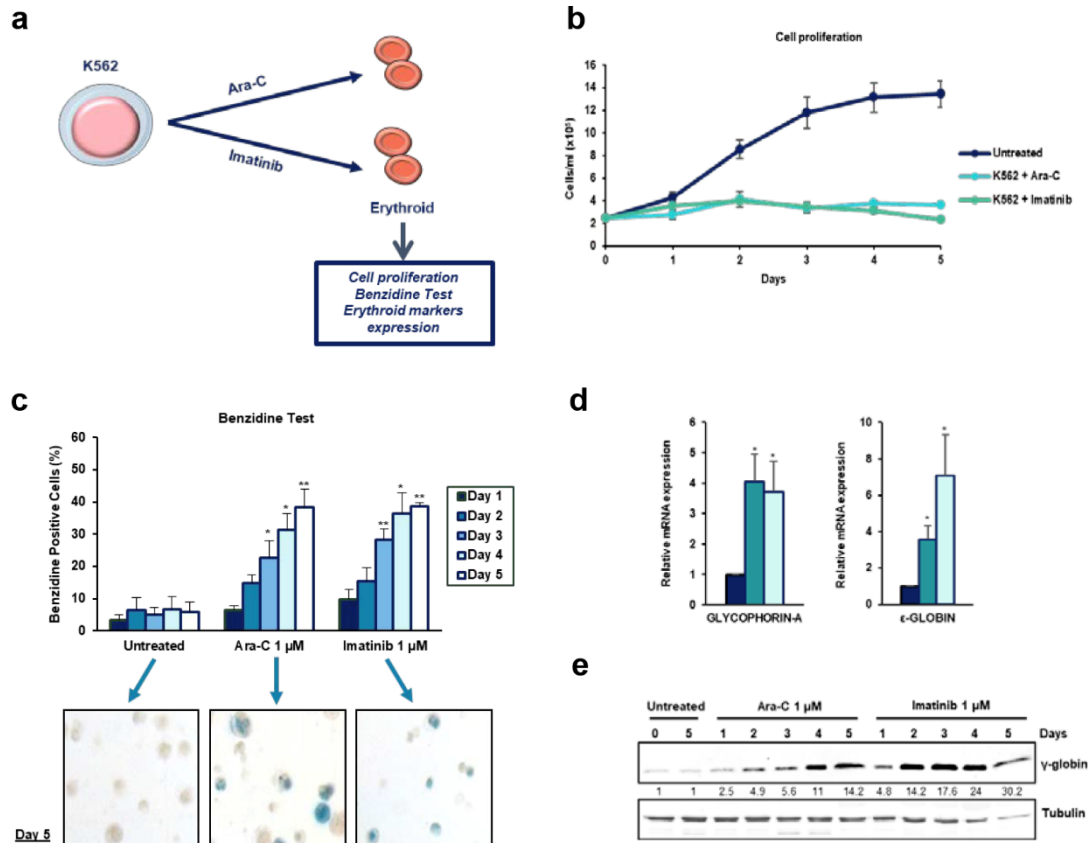 a
K562
Ara-C
Imatinib
Erythroid
Cell proliferation
Benzidine Test
Erythroid markers
expression
b
Cell proliferation
Cells/ml (x10⁵)
16
14
12
10
8
6
4
2
0
1
2
3
4
5
Days
Untreated
K562 + Ara-C
K562 + Imatinib
c
Benzidine Test
Benzidine Positive Cells (%)
60
50
40
30
20
10
0
* * **
** * **
Day 1
Day 2
Day 3
Day 4
Day 5
Untreated Ara-C 1 µM Imatinib 1 µM
Day 5
d
Relative mRNA expression
6
5
4
3
2
1
0
* *
GLYCOPHORIN-A
Relative mRNA expression
10
8
6
4
2
0
* *
ε-GLOBIN
e
Untreated Ara-C 1 µM Imatinib 1 µM
0 5 1 2 3 4 5 1 2 3 4 5 Days
γ-globin
1 1 2.5 4.9 5.6 11 14.2 4.8 14.2 17.6 24 30.2
Tubulin